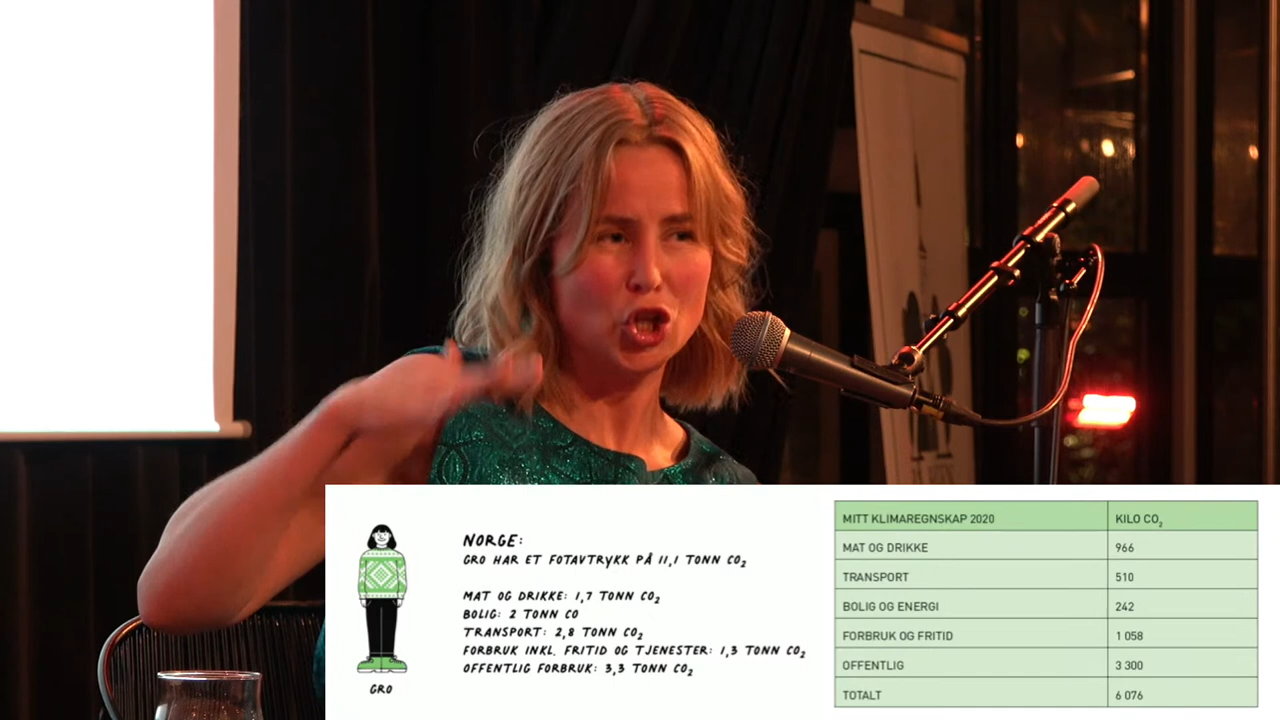 NORGE:
GRO HAR ET FOTAVTRYKK PÅ 11,1 TONN CO₂
MAT OG DRIKKE: 1,7 TONN CO₂
BOLIG: 2 TONN CO
TRANSPORT: 2,8 TONN CO₂
FORBRUK INKL. FRITID OG TJENESTER: 1,3 TONN CO₂
OFFENTLIG FORBRUK: 3,3 TONN CO₂
GRO
MITT KLIMAREGNSKAP 2020 KILO CO₂
MAT OG DRIKKE 966
TRANSPORT 510
BOLIG OG ENERGI 242
FORBRUK OG FRITID 1 058
OFFENTLIG 3 300
TOTALT 6 076